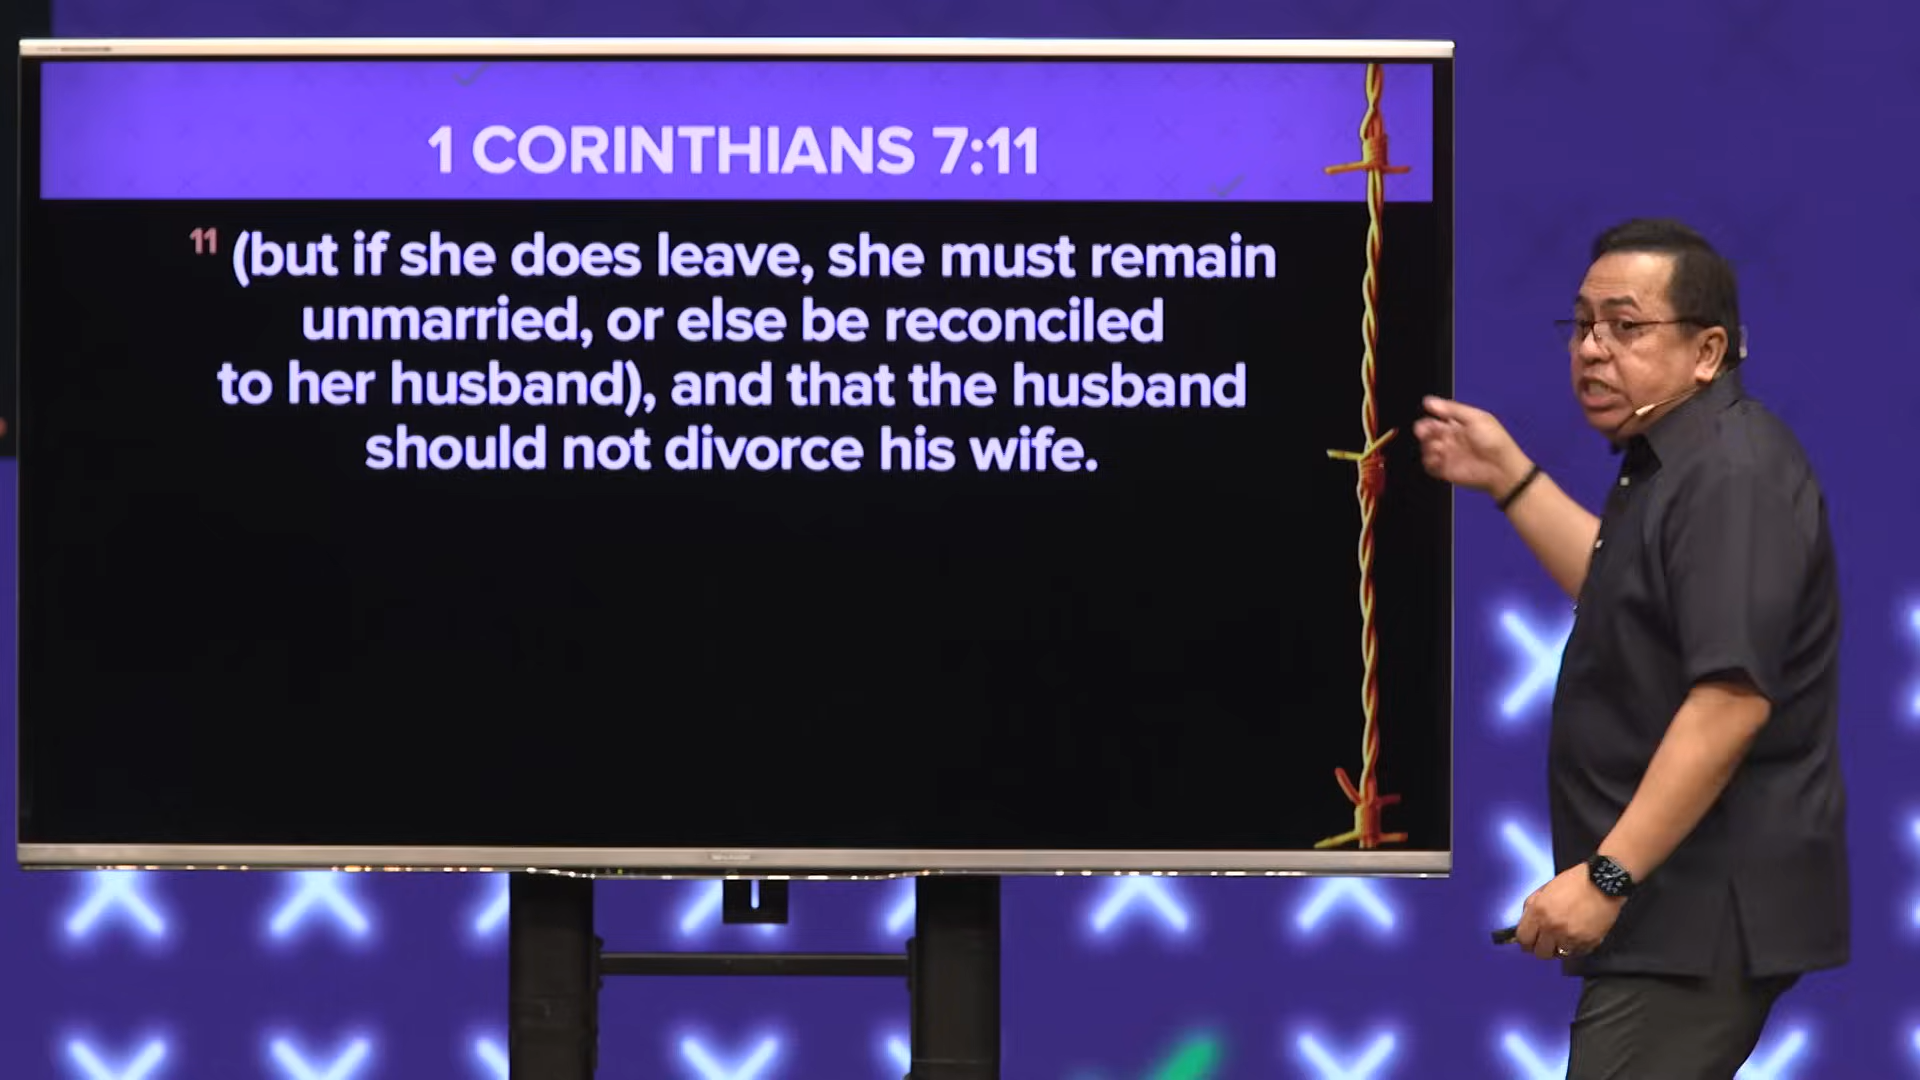 1 CORINTHIANS 7:11
11 (but if she does leave, she must remain
unmarried, or else be reconciled
to her husband), and that the husband
should not divorce his wife.